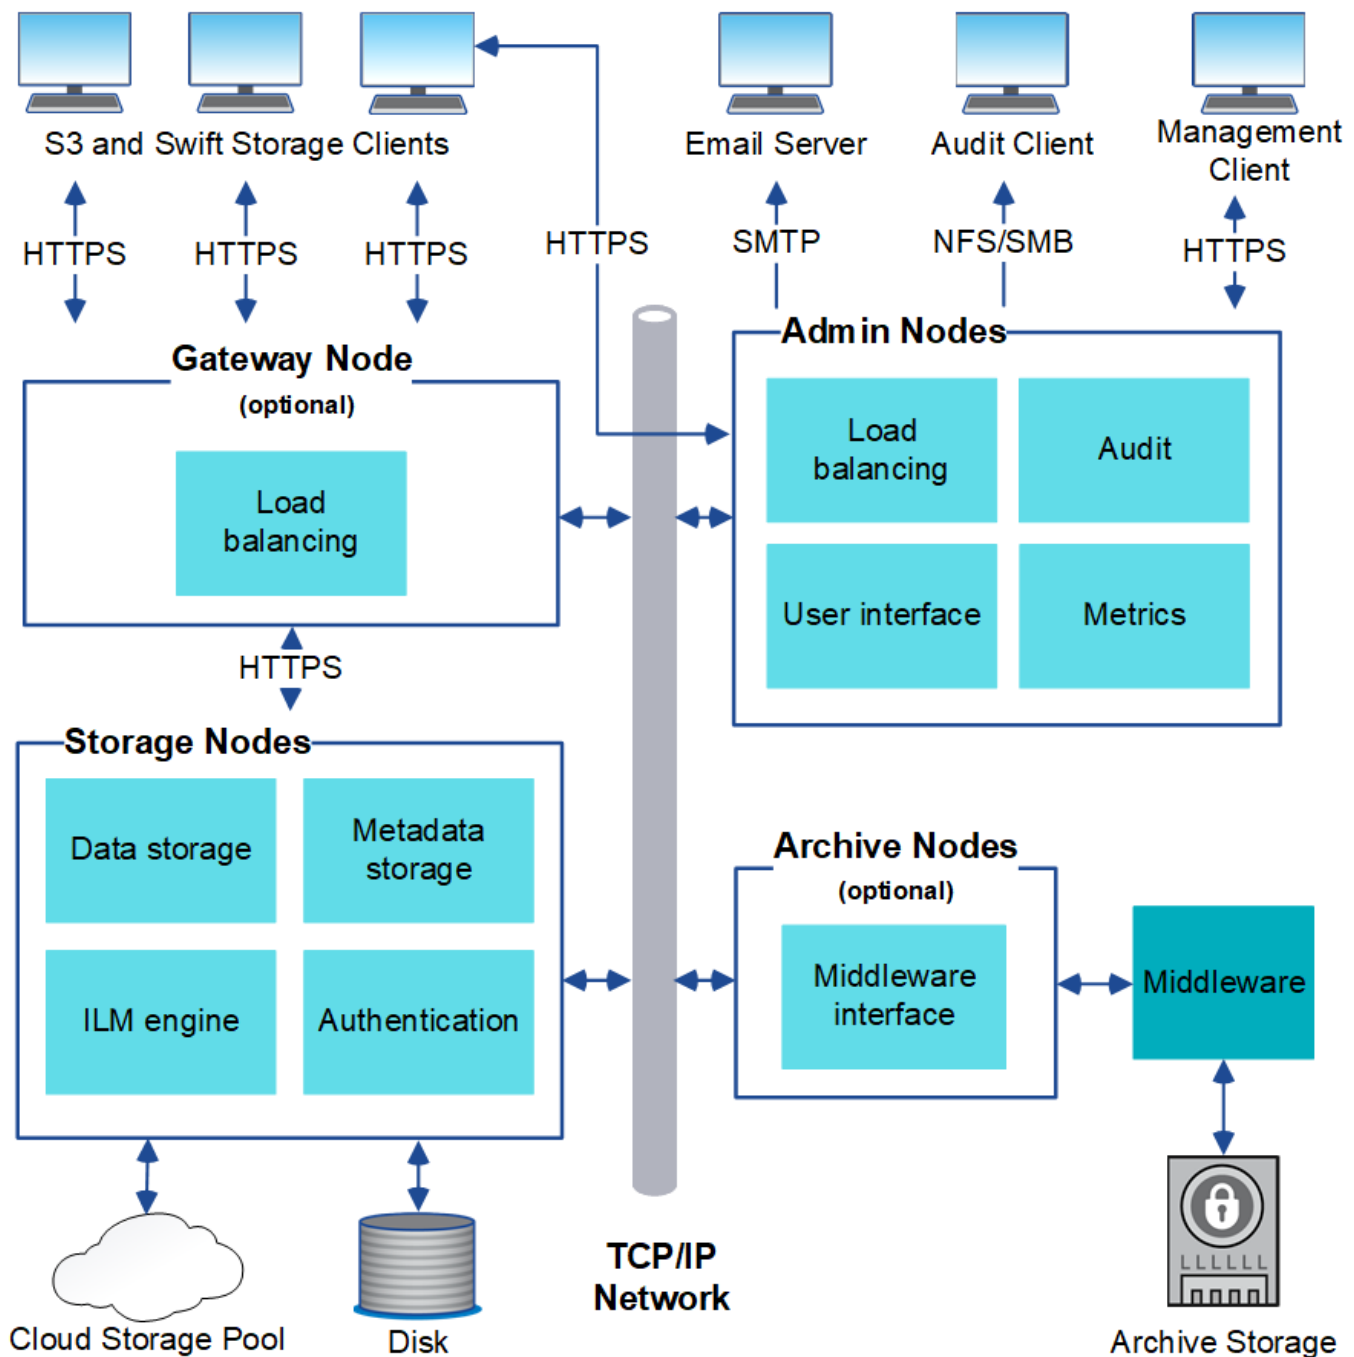 S3 and Swift Storage Clients
Email Server
Audit Client
Management
Client
HTTPS
HTTPS
HTTPS
HTTPS
SMTP
NFS/SMB
HTTPS
Gateway Node
(optional)
Load
balancing
Admin Nodes
Load
balancing
Audit
User interface
Metrics
HTTPS
Storage Nodes
Data storage
Metadata
storage
ILM engine
Authentication
Archive Nodes
(optional)
Middleware
interface
Middleware
TCP/IP
Network
Cloud Storage Pool
Disk
Archive Storage